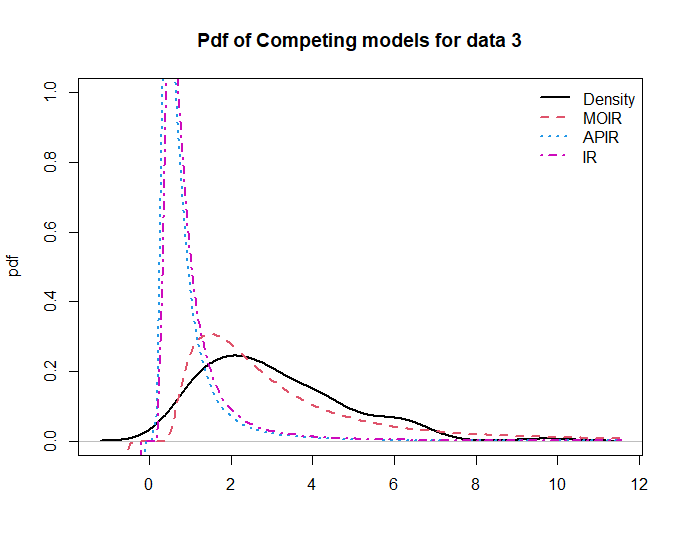 Pdf of Competing models for data 3
1.0
0.8
0.6
0.4
0.2
0.0
pdf
Density
MOIR
APIR
IR
0 2 4 6 8 10 12